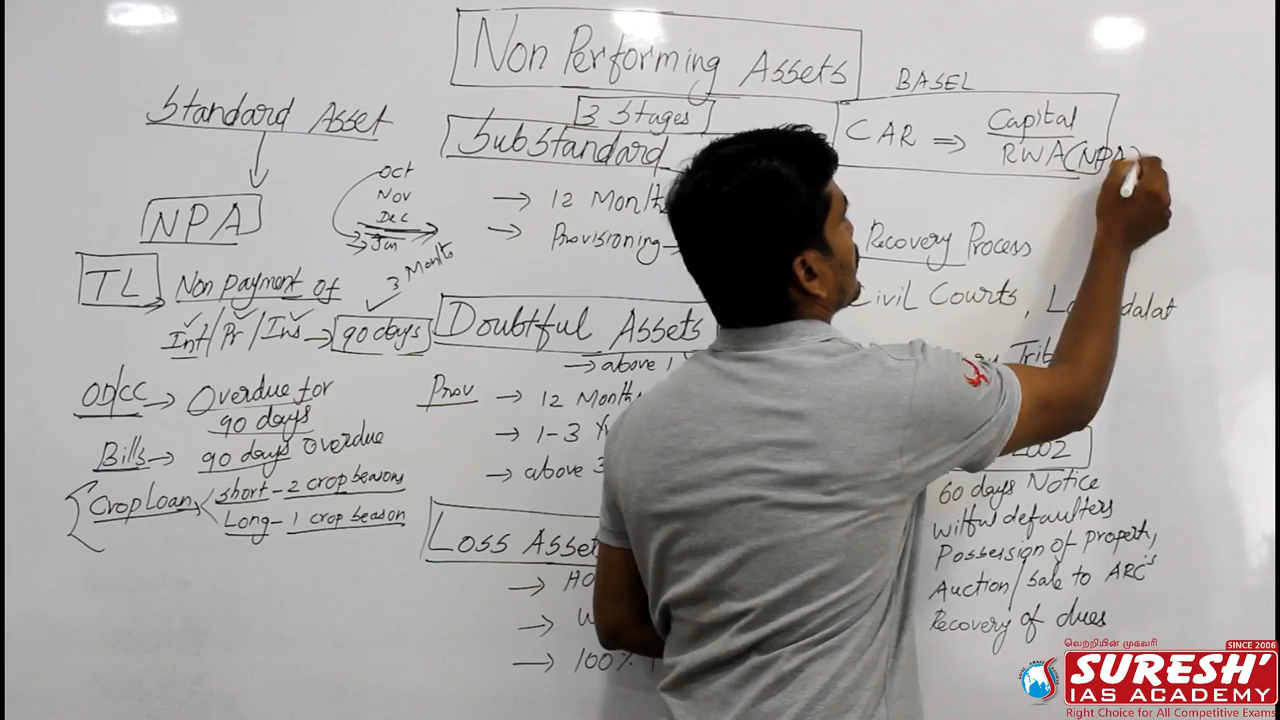 Non Performing Assets
Standard Asset
NPA
Oct
Nov
Dec
Jan
3 Months
TL
Non payment of
Int/Pr/Ins → 90 days
OD/CC → Overdue for
90 days
Bills → 90 days Overdue
Crop Loan
Short - 2 crop season
Long - 1 crop season
3 Stages
SubStandard
→ 12 Month
→ Provisioning →
Doubtful Assets
→ above 1
Prov → 12 Month
→ 1-3 Y
→ above 3
Loss Asset
→
→
→ 100%
BASEL
CAR ⇒ Capital
RWA (NPA)
Recovery Process
Civil Courts,
2002
60 days Notice
wilful defaulters
Possession of property,
Auction/Sale to ARC's
Recovery of dues
வெற்றியின் முகவரி
SINCE 2006
SURESH'
IAS ACADEMY
Right Choice for All Competitive Exams